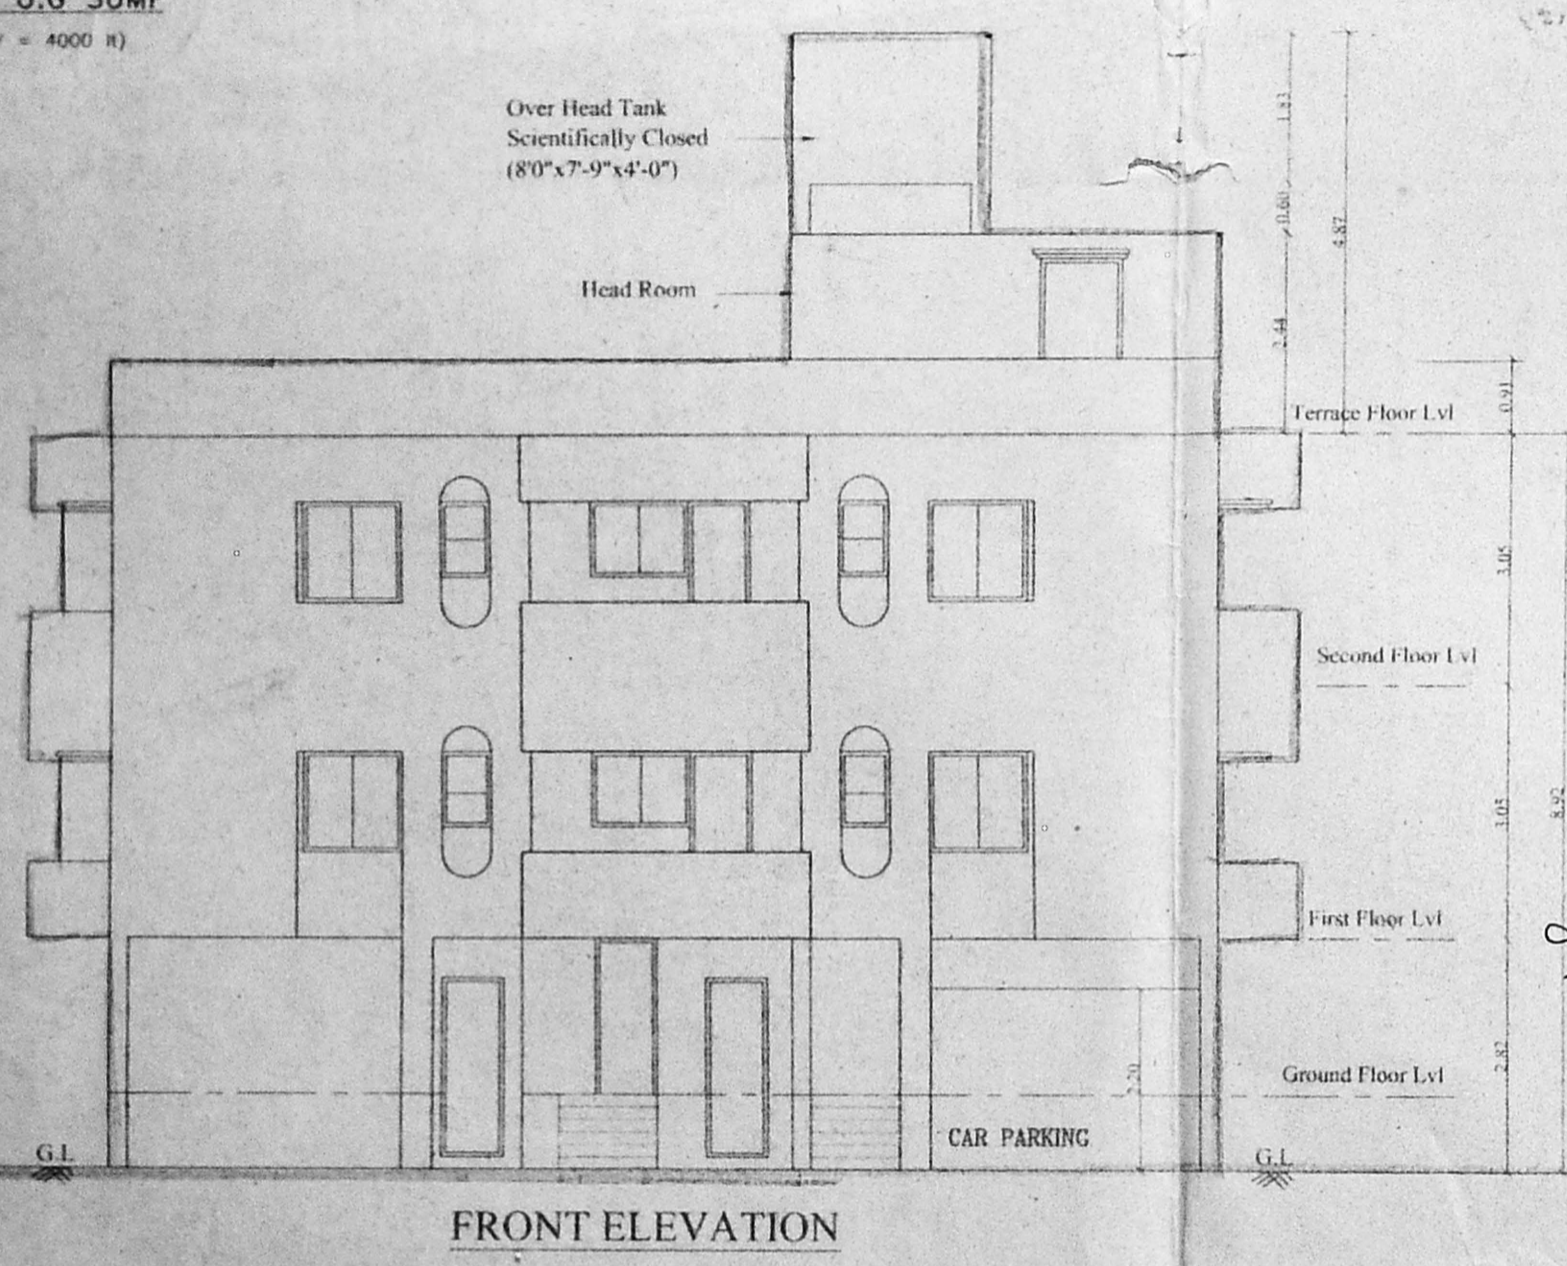 U.G SUMP
= 4000 lt)
Over Head Tank
Scientifically Closed
(8'0"x7'-9"x4'-0")
Head Room
1.83
0.60
4.87
2.44
Terrace Floor Lvl
0.91
3.05
Second Floor Lvl
3.05
8.92
First Floor Lvl
2.82
Ground Floor Lvl
2.20
CAR PARKING
G.L
G.L
FRONT ELEVATION